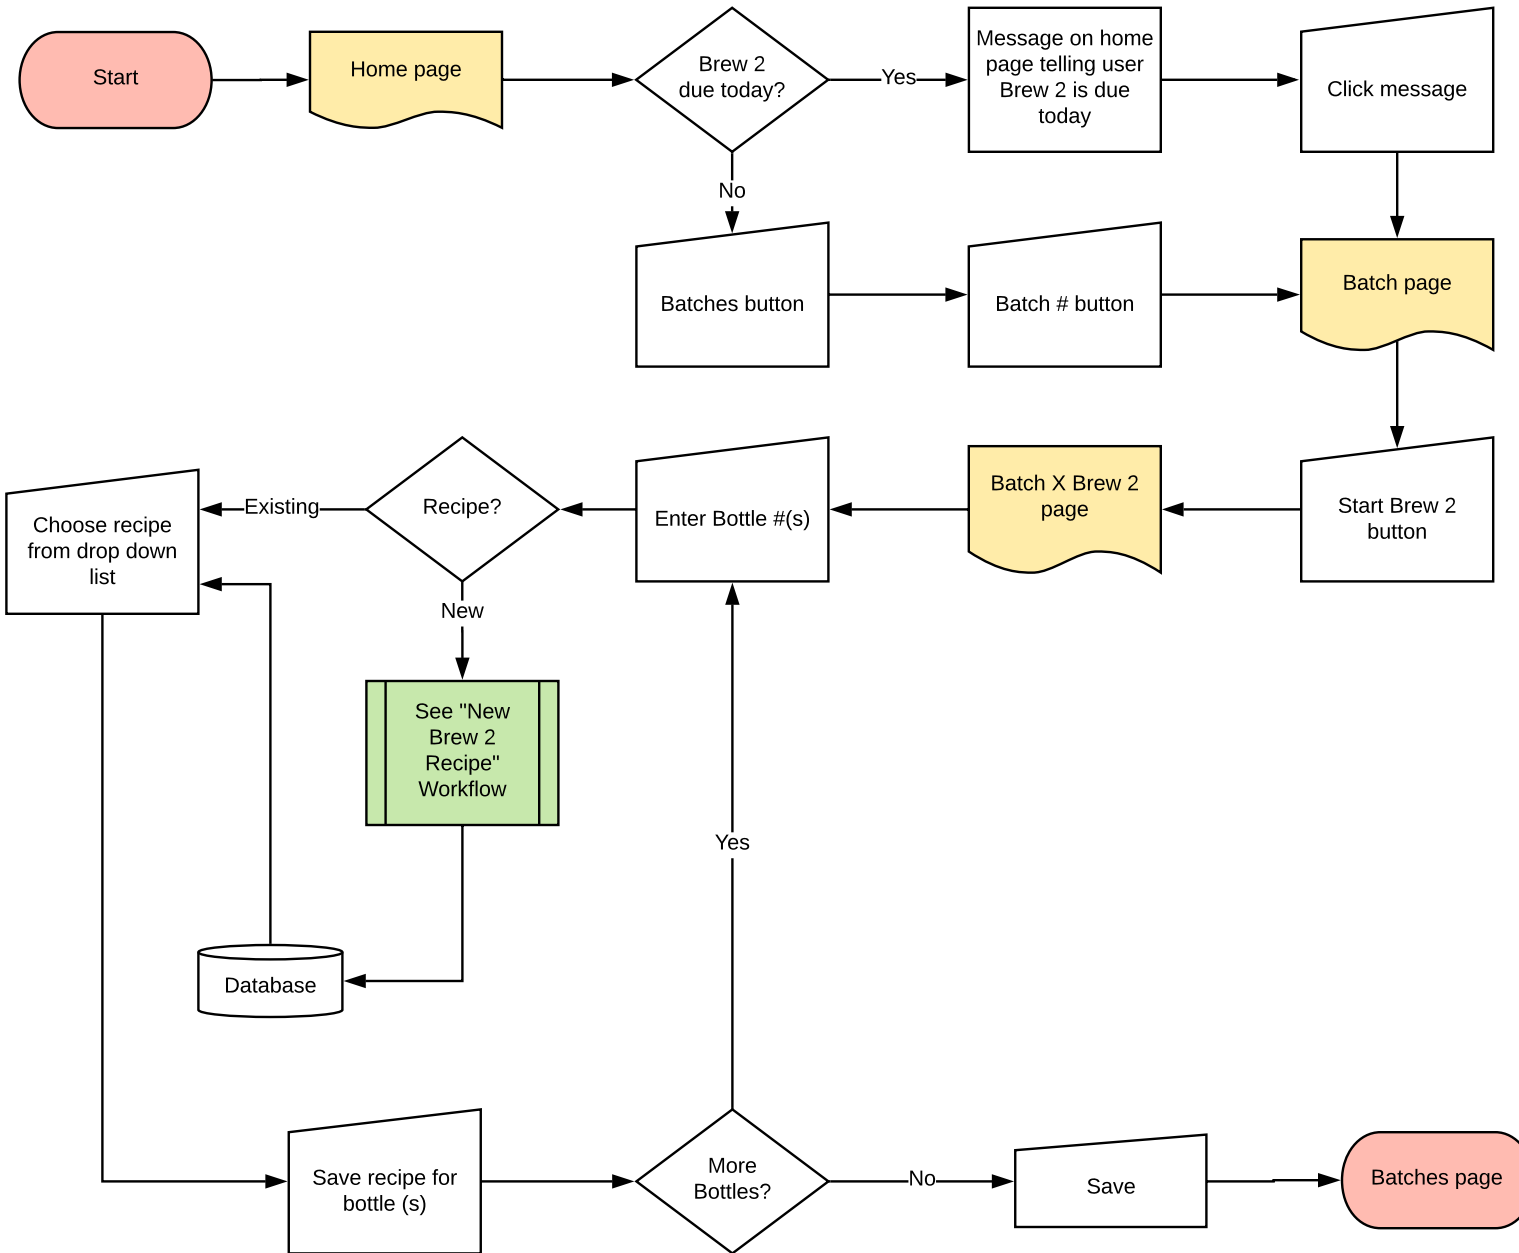 Start
Home page
Brew 2
due today?
Yes
Message on home
page telling user
Brew 2 is due
today
Click message
No
Batches button
Batch # button
Batch page
Choose recipe
from drop down
list
Existing
Recipe?
Enter Bottle #(s)
Batch X Brew 2
page
Start Brew 2
button
New
See "New
Brew 2
Recipe"
Workflow
Yes
Database
Save recipe for
bottle (s)
More
Bottles?
No
Save
Batches page